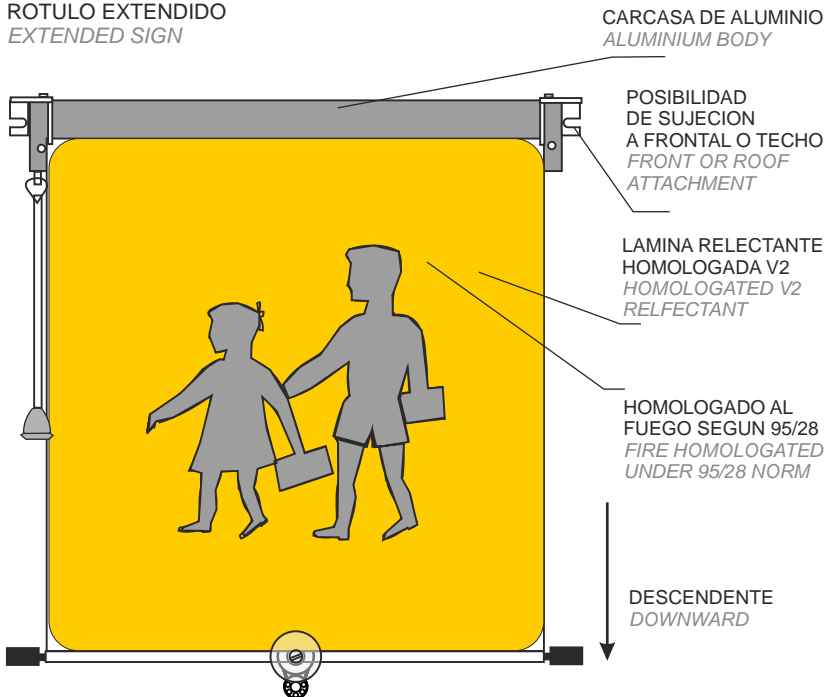 ROTULO EXTENDIDO
EXTENDED SIGN
CARCASA DE ALUMINIO
ALUMINIUM BODY
POSIBILIDAD
DE SUJECION
A FRONTAL O TECHO
FRONT OR ROOF
ATTACHMENT
LAMINA RELECTANTE
HOMOLOGADA V2
HOMOLOGATED V2
RELFECTANT
HOMOLOGADO AL
FUEGO SEGUN 95/28
FIRE HOMOLOGATED
UNDER 95/28 NORM
DESCENDENTE
DOWNWARD